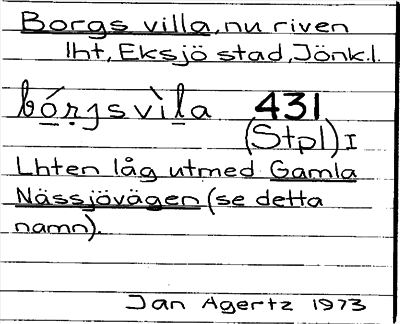 Borgs villa, nu riven
lht, Eksjö stad, Jönk.l.
bórgsvìla 431
(Stpl) I
Lhten låg utmed Gamla
Nässjövägen (se detta
namn).
Jan Agertz 1973